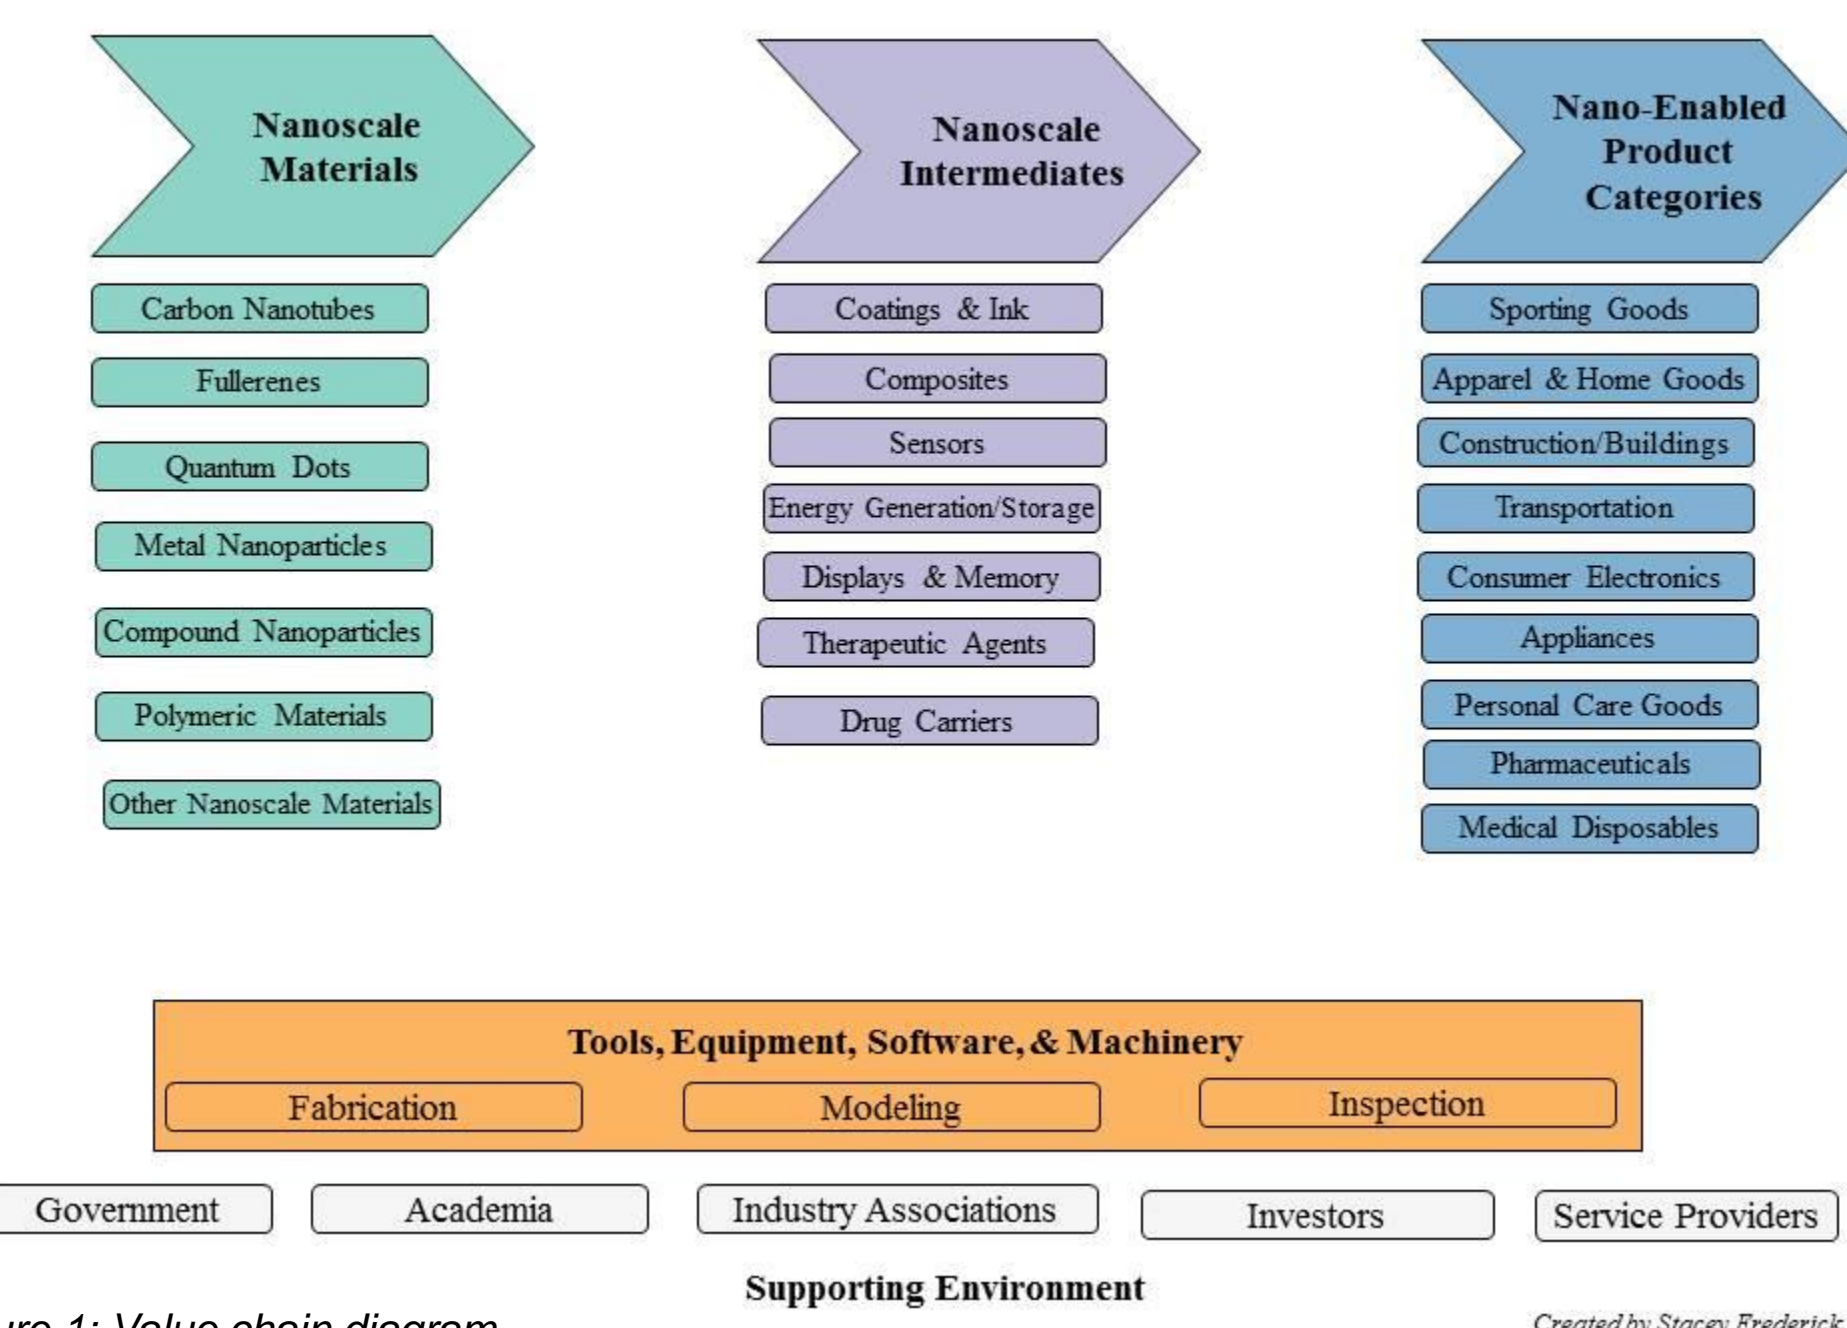 Nanoscale
Materials
Carbon Nanotubes
Fullerenes
Quantum Dots
Metal Nanoparticles
Compound Nanoparticles
Polymeric Materials
Other Nanoscale Materials
Nanoscale
Intermediates
Coatings & Ink
Composites
Sensors
Energy Generation/Storage
Displays & Memory
Therapeutic Agents
Drug Carriers
Nano-Enabled
Product
Categories
Sporting Goods
Apparel & Home Goods
Construction/Buildings
Transportation
Consumer Electronics
Appliances
Personal Care Goods
Pharmaceuticals
Medical Disposables
Tools, Equipment, Software, & Machinery
Fabrication
Modeling
Inspection
Government
Academia
Industry Associations
Investors
Service Providers
Supporting Environment
1: Value chain diagram
Created by Stacey Frederick